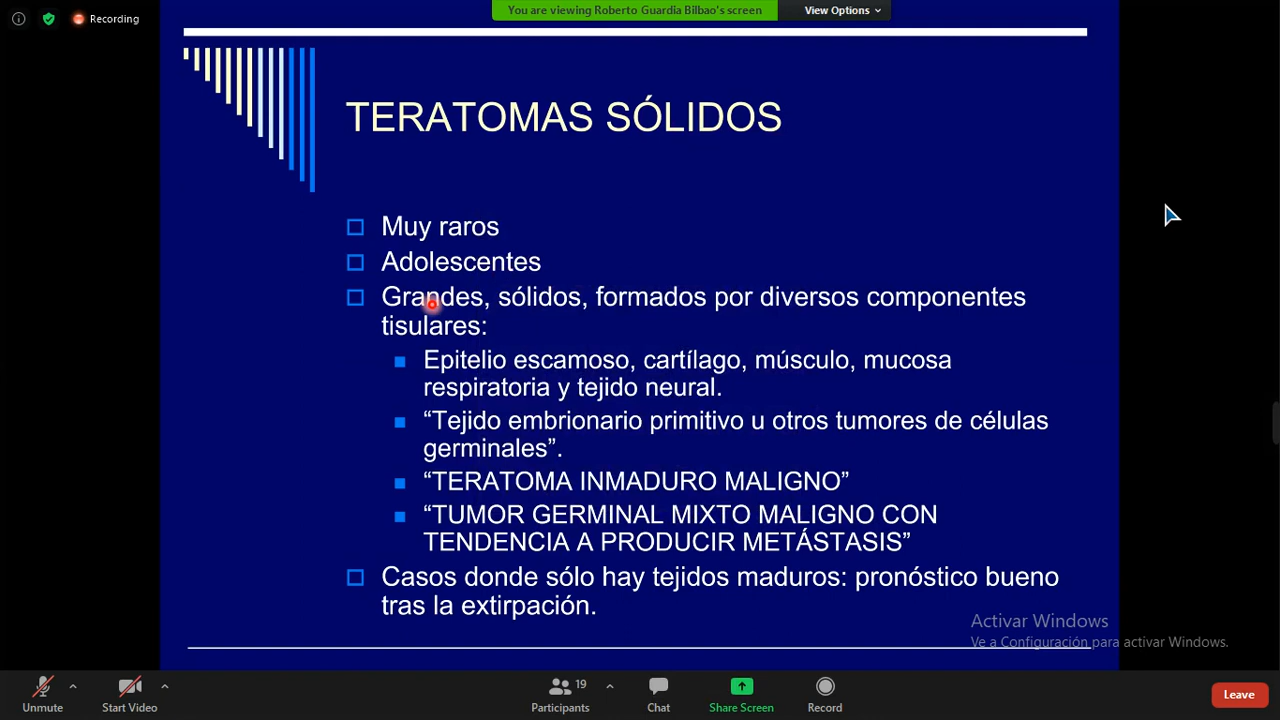 Recording
You are viewing Roberto Guardia Bilbao's screen
View Options
TERATOMAS SÓLIDOS
Muy raros
Adolescentes
Grandes, sólidos, formados por diversos componentes
tisulares:
Epitelio escamoso, cartílago, músculo, mucosa
respiratoria y tejido neural.
“Tejido embrionario primitivo u otros tumores de células
germinales”.
“TERATOMA INMADURO MALIGNO”
“TUMOR GERMINAL MIXTO MALIGNO CON
TENDENCIA A PRODUCIR METÁSTASIS”
Casos donde sólo hay tejidos maduros: pronóstico bueno
tras la extirpación.
Activar Windows
Ve a Configuración para activar Windows.
Unmute
Start Video
19
Participants
Chat
Share Screen
Record
Leave